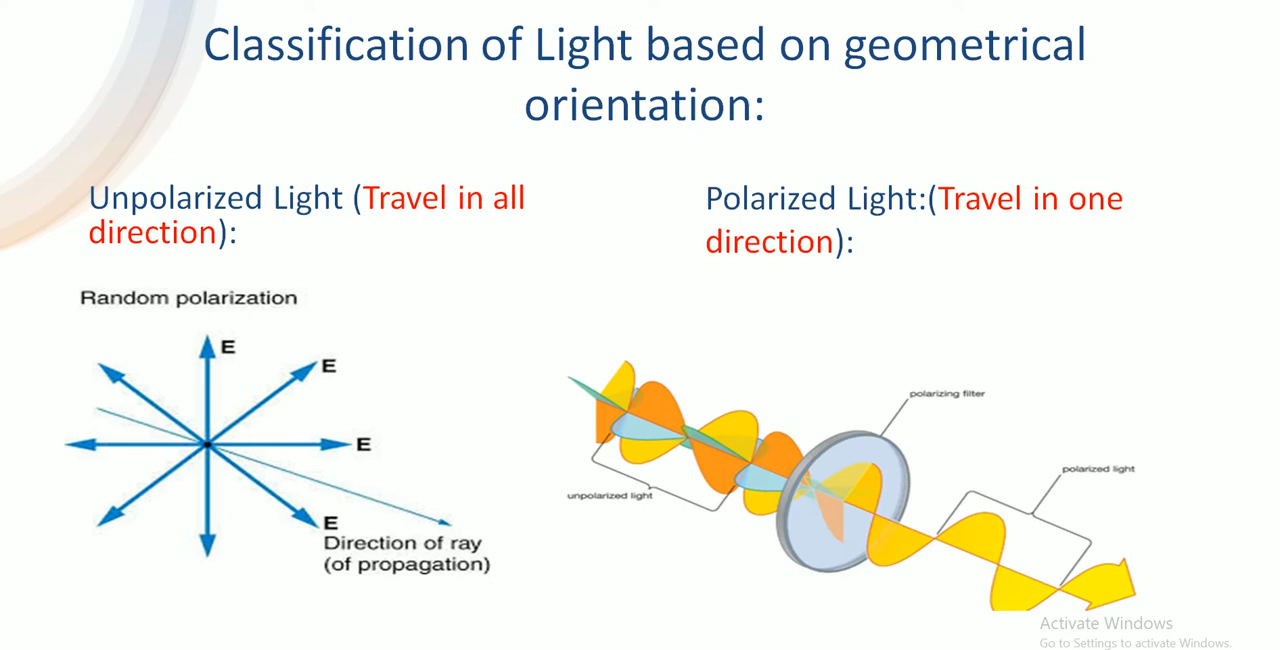 Classification of Light based on geometrical
orientation:
Unpolarized Light (Travel in all
direction):
Polarized Light:(Travel in one
direction):
Random polarization
E
E
E
E
Direction of ray
(of propagation)
polarizing filter
polarized light
unpolarized light
Activate Windows
Go to Settings to activate Windows.